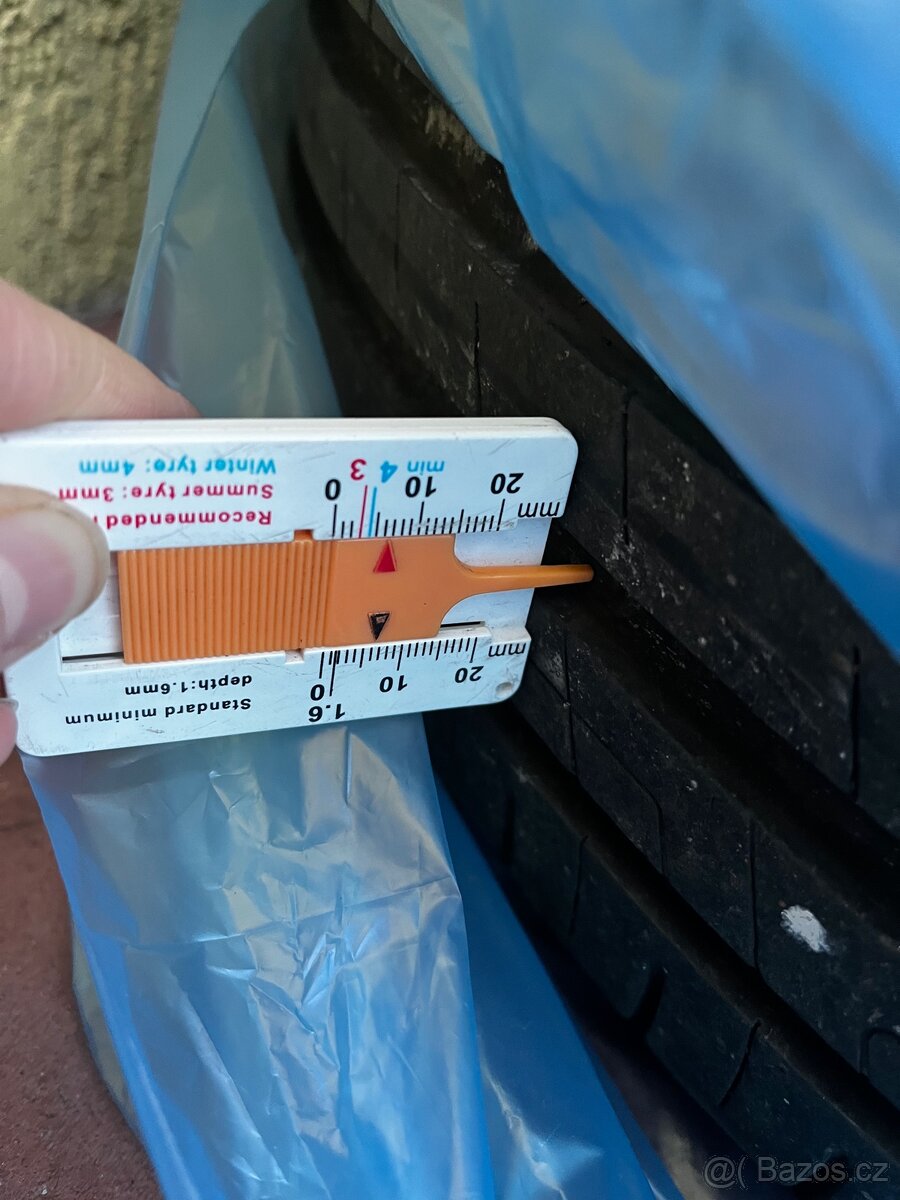 Standard minimum
depth:1.6mm
1.6
0 10 20 mm
0 10 20 mm
3 4 min
Recommended
Summer tyre: 3mm
Winter tyre: 4mm
@( Bazos.cz